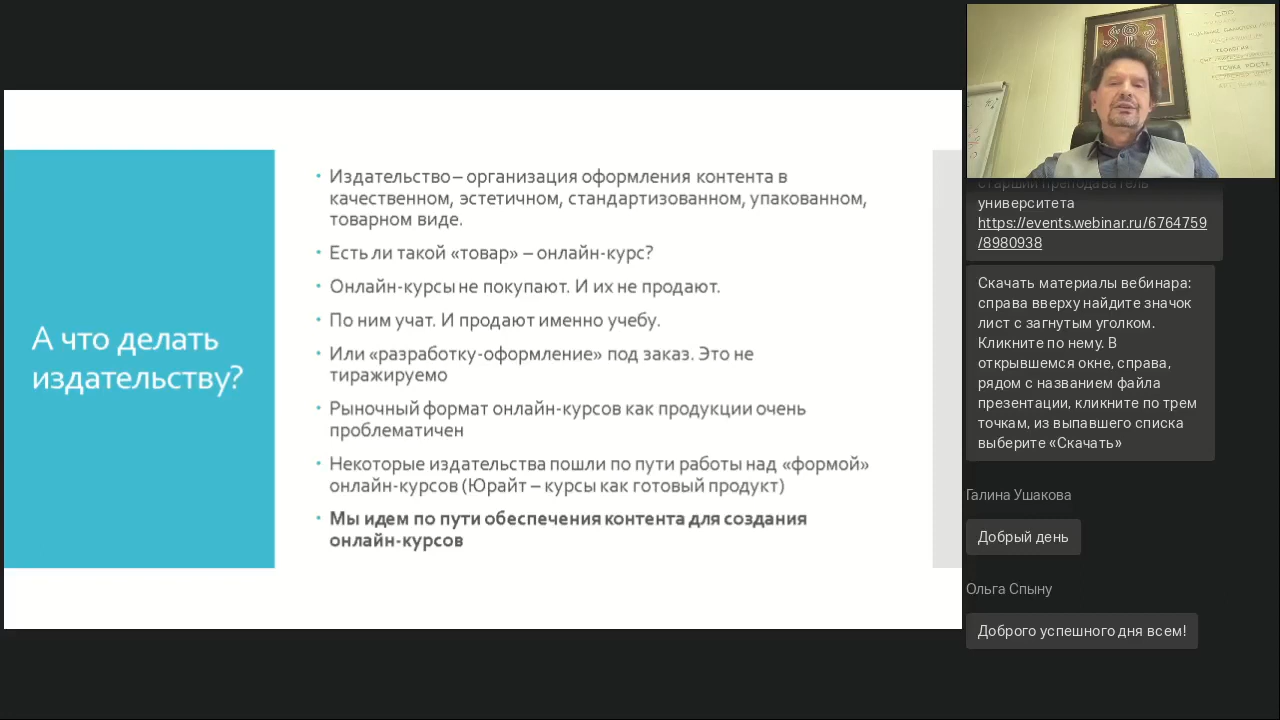 А что делать
издательству?
Издательство – организация оформления контента в
качественном, эстетичном, стандартизованном, упакованном,
товарном виде.
Есть ли такой «товар» – онлайн-курс?
Онлайн-курсы не покупают. И их не продают.
По ним учат. И продают именно учебу.
Или «разработку-оформление» под заказ. Это не
тиражируемо
Рыночный формат онлайн-курсов как продукции очень
проблематичен
Некоторые издательства пошли по пути работы над «формой»
онлайн-курсов (Юрайт – курсы как готовый продукт)
Мы идем по пути обеспечения контента для создания
онлайн-курсов
ТЕОЛОГИИ
ТОЧКА РОСТА
старший преподаватель
университета
https://events.webinar.ru/6764759
/8980938
Скачать материалы вебинара:
справа вверху найдите значок
лист с загнутым уголком.
Кликните по нему. В
открывшемся окне, справа,
рядом с названием файла
презентации, кликните по трем
точкам, из выпавшего списка
выберите «Скачать»
Галина Ушакова
Добрый день
Ольга Спыну
Доброго успешного дня всем!